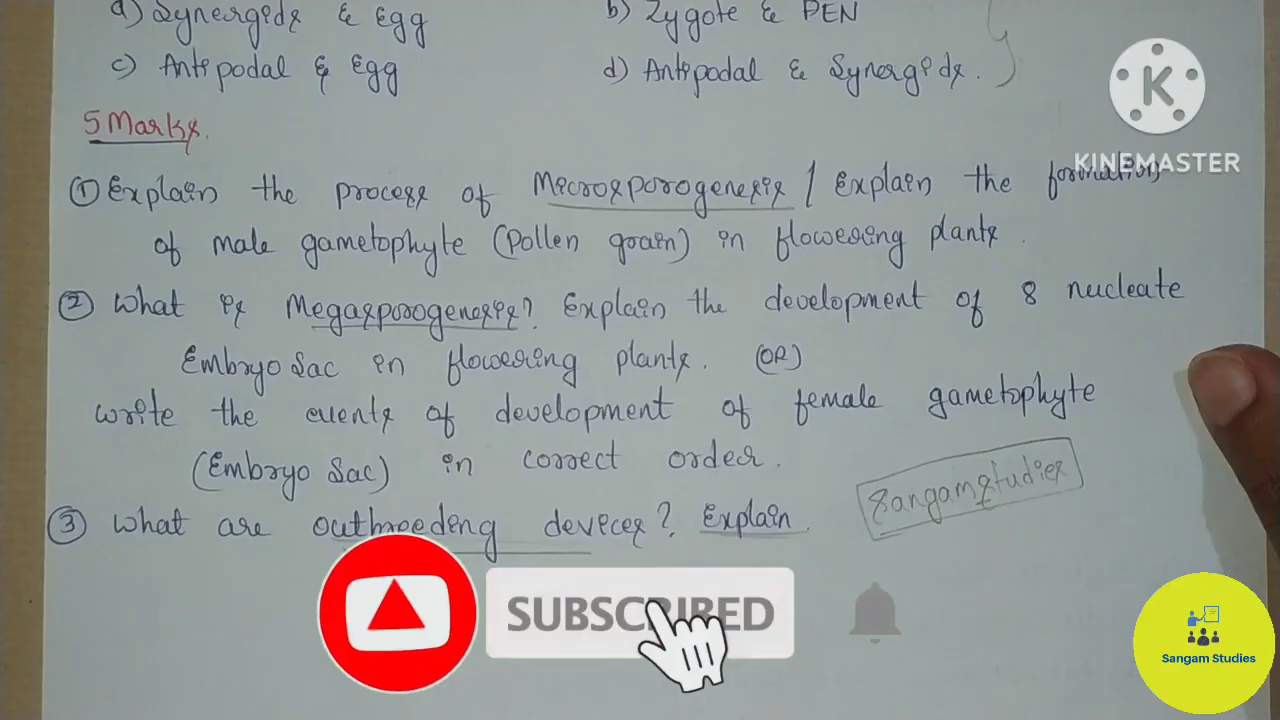 a) Synergids & Egg b) Zygote & PEN
c) Antipodal & Egg d) Antipodal & Synergids.
5 Marks.
① Explain the process of Microsporogenesis / Explain the formation
of male gametophyte (Pollen grain) in flowering plants.
② What is Megasporogenesis? Explain the development of 8 nucleate
Embryo Sac in flowering plants. (OR)
write the events of development of female gametophyte
(Embryo Sac) in correct order.
③ What are outbreeding devices? Explain.
Sangamstudies
K
KINEMASTER
SUBSCRIBED
Sangam Studies